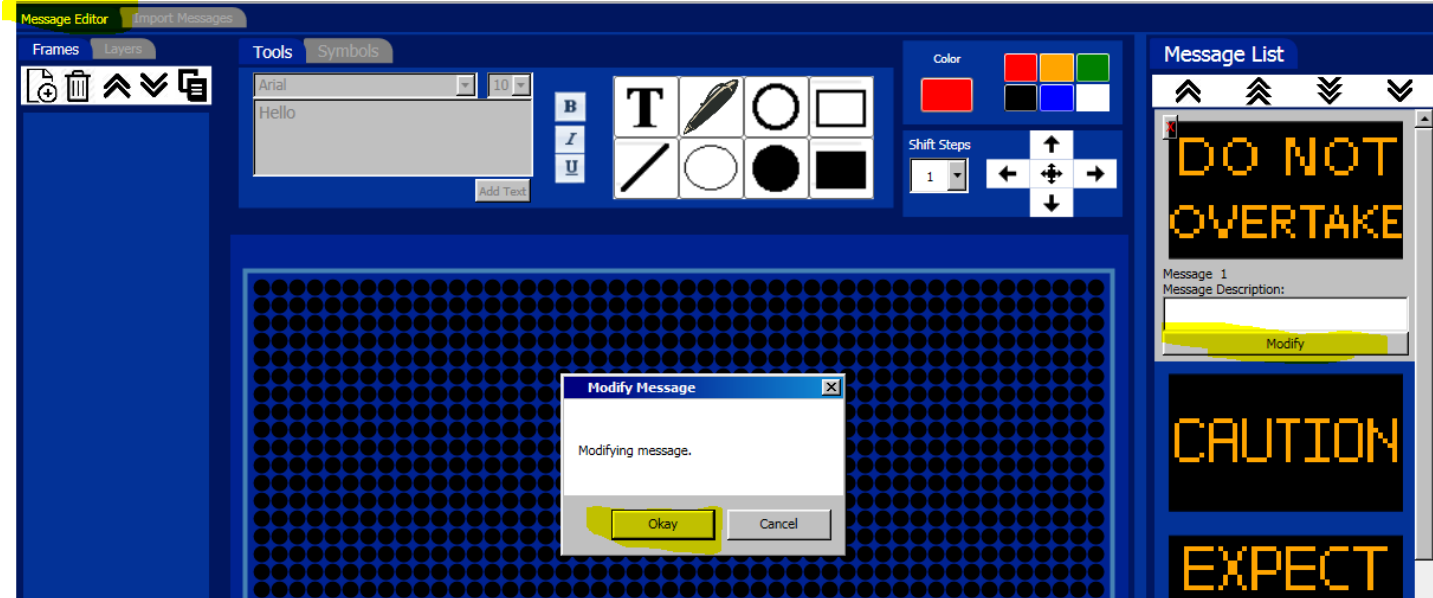 Message Editor
Import Messages
Frames
Layers
Tools
Symbols
Arial
10
Hello
Add Text
B
I
U
T
Color
Shift Steps
1
Message List
X
DO NOT
OVERTAKE
Message 1
Message Description:
Modify
CAUTION
EXPECT
Modify Message
Modifying message.
Okay
Cancel